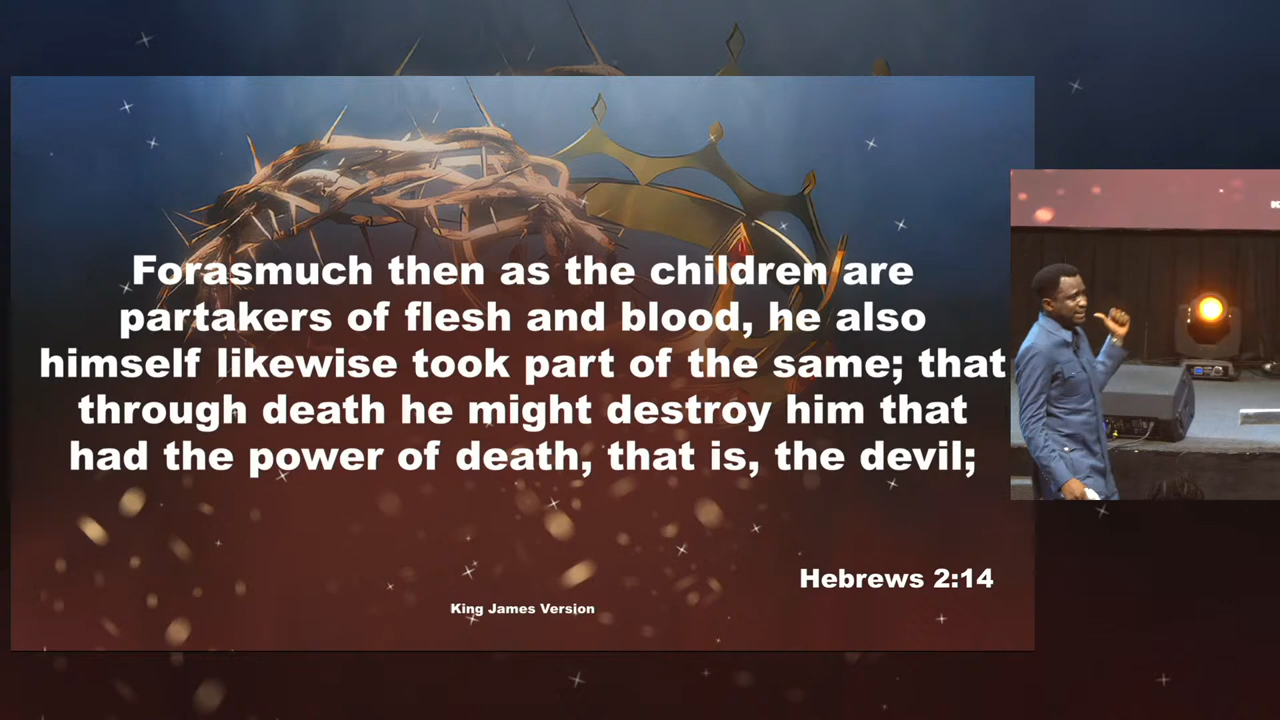 Forasmuch then as the children are
partakers of flesh and blood, he also
himself likewise took part of the same; that
through death he might destroy him that
had the power of death, that is, the devil;
Hebrews 2:14
King James Version